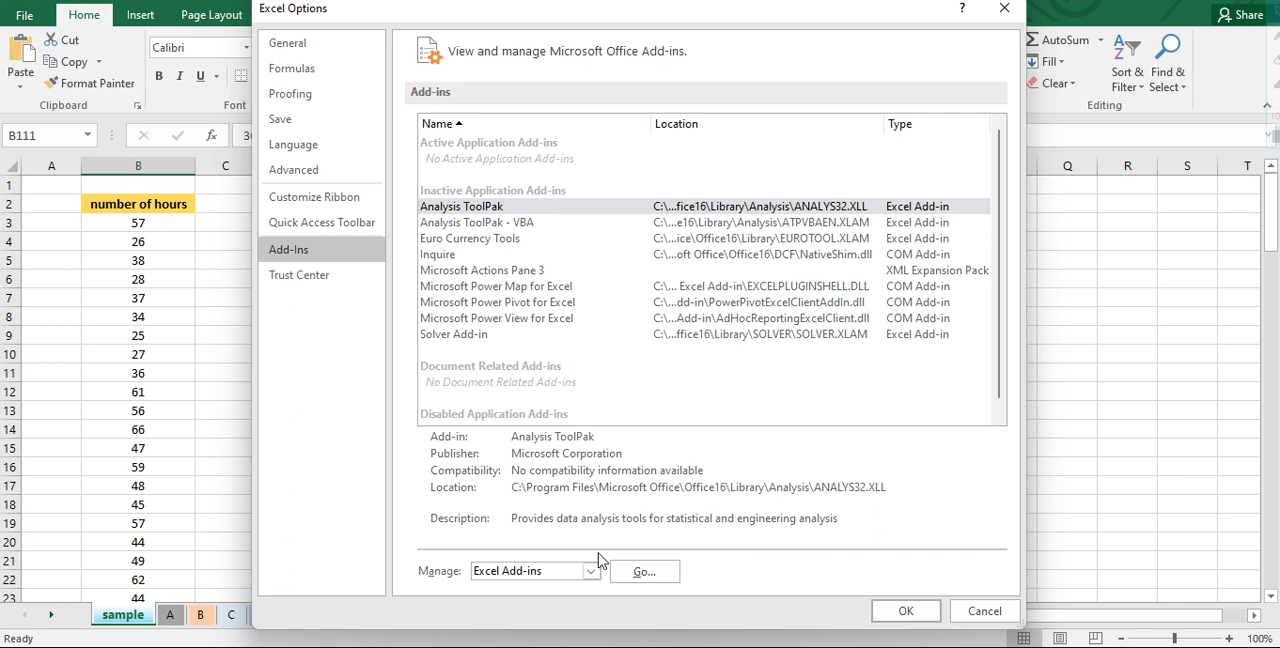 File Home Insert Page Layout
Excel Options
Share
Cut
Copy
Paste
Format Painter
Calibri
B I U
Clipboard
Font
AutoSum
Fill
Clear
Sort & Filter
Find & Select
Editing
B111
fx
A B C Q R S T
General
Formulas
Proofing
Save
Language
Advanced
Customize Ribbon
Quick Access Toolbar
Add-Ins
Trust Center
View and manage Microsoft Office Add-ins.
Add-ins
Name Location Type
Active Application Add-ins
No Active Application Add-ins
Inactive Application Add-ins
Analysis ToolPak C:\...fice16\Library\Analysis\ANALYS32.XLL Excel Add-in
Analysis ToolPak - VBA C:\...e16\Library\Analysis\ATPVBAEN.XLAM Excel Add-in
Euro Currency Tools C:\...ice\Office16\Library\EUROTOOL.XLAM Excel Add-in
Inquire C:\...oft Office\Office16\DCF\NativeShim.dll COM Add-in
Microsoft Actions Pane 3 XML Expansion Pack
Microsoft Power Map for Excel C:\... Excel Add-in\EXCELPLUGINSHELL.DLL COM Add-in
Microsoft Power Pivot for Excel C:\...dd-in\PowerPivotExcelClientAddIn.dll COM Add-in
Microsoft Power View for Excel C:\...Add-in\AdHocReportingExcelClient.dll COM Add-in
Solver Add-in C:\...ffice16\Library\SOLVER\SOLVER.XLAM Excel Add-in
Document Related Add-ins
No Document Related Add-ins
Disabled Application Add-ins
Add-in: Analysis ToolPak
Publisher: Microsoft Corporation
Compatibility: No compatibility information available
Location: C:\Program Files\Microsoft Office\Office16\Library\Analysis\ANALYS32.XLL
Description: Provides data analysis tools for statistical and engineering analysis
Manage: Excel Add-ins Go...
OK Cancel
1
2 number of hours
3 57
4 26
5 38
6 28
7 37
8 34
9 25
10 27
11 36
12 61
13 56
14 66
15 47
16 59
17 48
18 45
19 57
20 44
21 49
22 62
23 44
sample A B C
Ready
100%